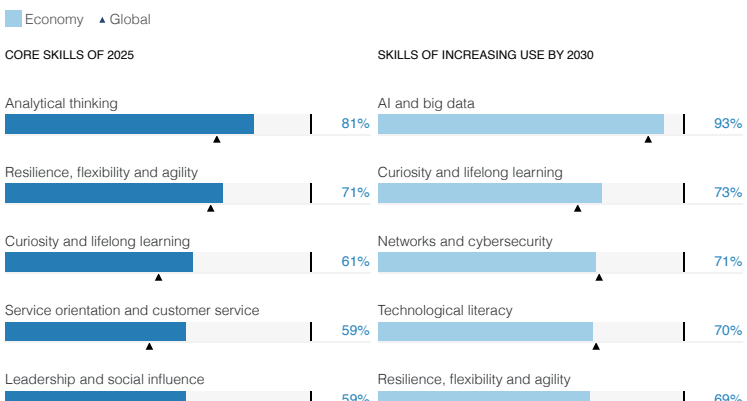 Economy Global
CORE SKILLS OF 2025
Analytical thinking
81%
Resilience, flexibility and agility
71%
Curiosity and lifelong learning
61%
Service orientation and customer service
59%
Leadership and social influence
59%
SKILLS OF INCREASING USE BY 2030
AI and big data
93%
Curiosity and lifelong learning
73%
Networks and cybersecurity
71%
Technological literacy
70%
Resilience, flexibility and agility
69%